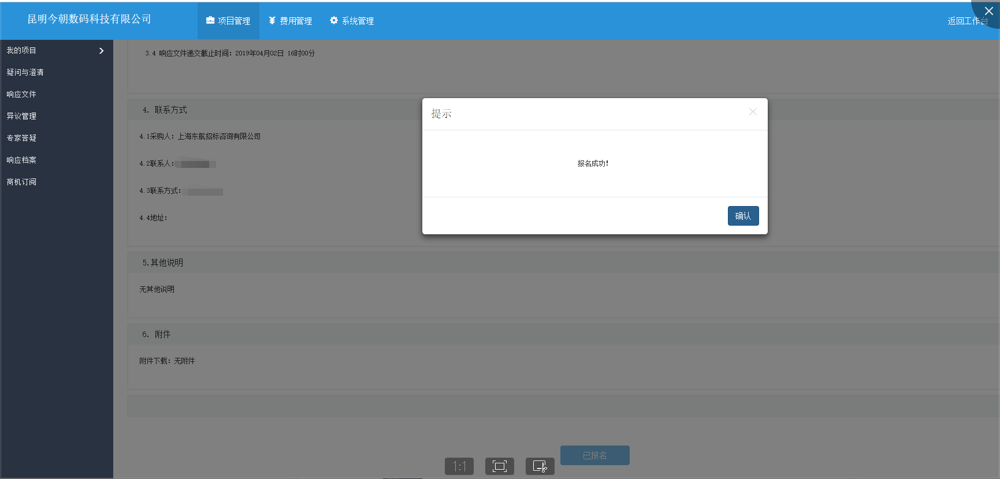 昆明今朝数码科技有限公司
项目管理
费用管理
系统管理
返回工作台
我的项目
疑问与澄清
响应文件
异议管理
专家答疑
响应档案
商机订阅
3.4 响应文件递交截止时间：2019年04月02日 16时00分
4. 联系方式
4.1采购人：上海东航招标咨询有限公司
4.2联系人：
4.3联系方式：
4.4地址：
提示
报名成功!
确认
5.其他说明
无其他说明
6. 附件
附件下载：无附件
已报名
1:1